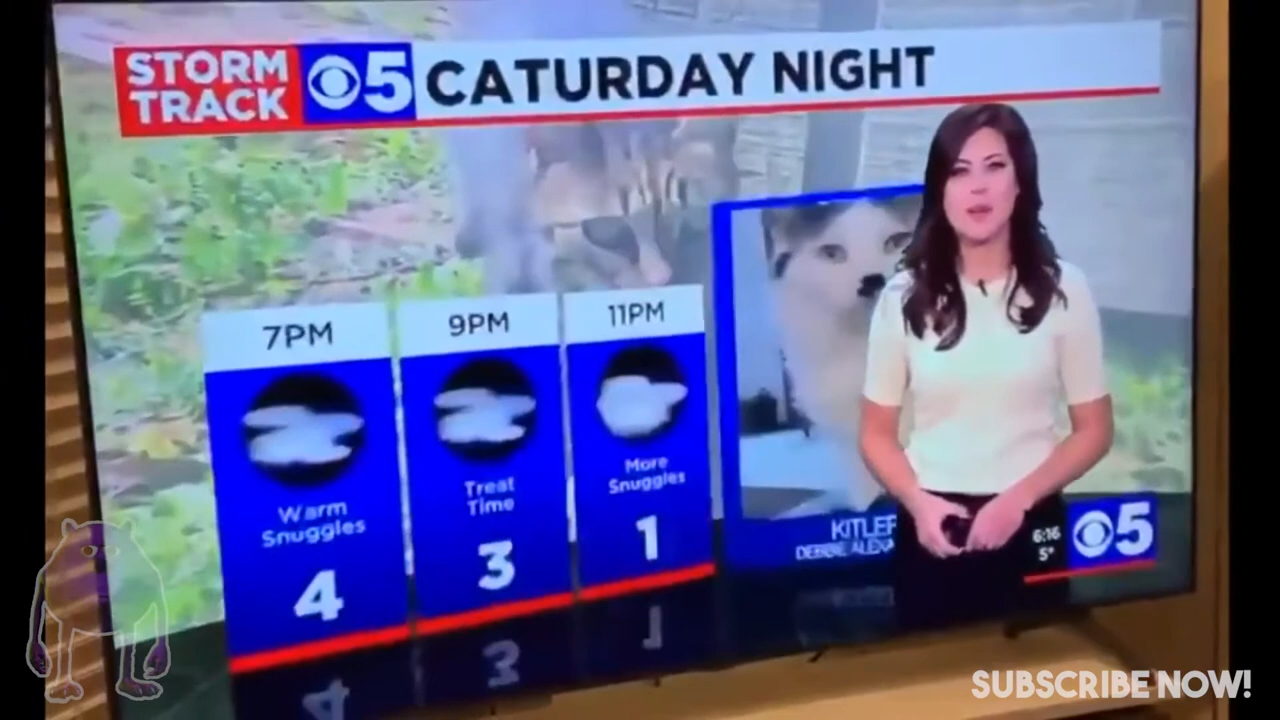 STORM
TRACK
5
CATURDAY NIGHT
7PM
9PM
11PM
Warm
Snuggles
Treat
Time
More
Snuggles
4
3
1
KITLER
DEBBIE
6:16
5°
5
SUBSCRIBE NOW!